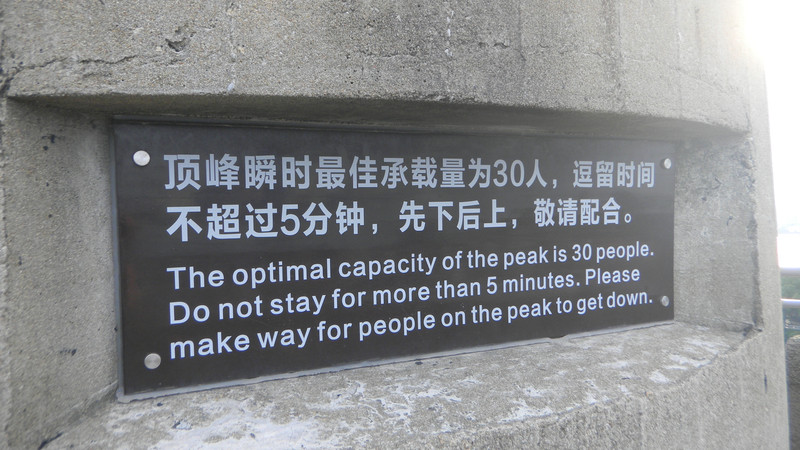 顶峰瞬时最佳承载量为30人，逗留时间
不超过5分钟，先下后上，敬请配合。
The optimal capacity of the peak is 30 people.
Do not stay for more than 5 minutes. Please
make way for people on the peak to get down.